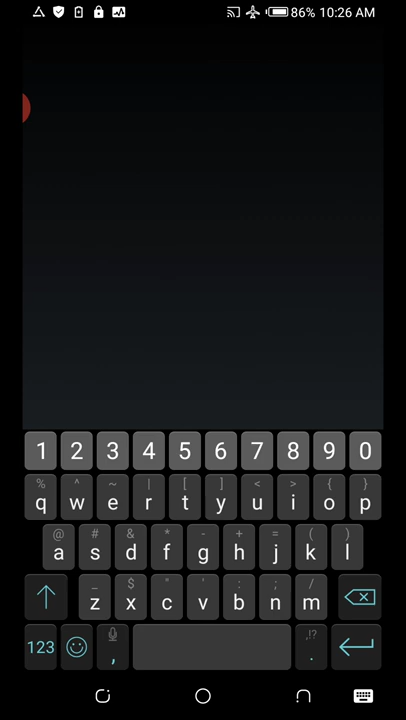 86% 10:26 AM
1 2 3 4 5 6 7 8 9 0
% ^ ~ | [ ] < > { }
q w e r t y u i o p
@ # & * - + = ( )
a s d f g h j k l
_ $ " ' : ; /
z x c v b n m
,!?
123 , .